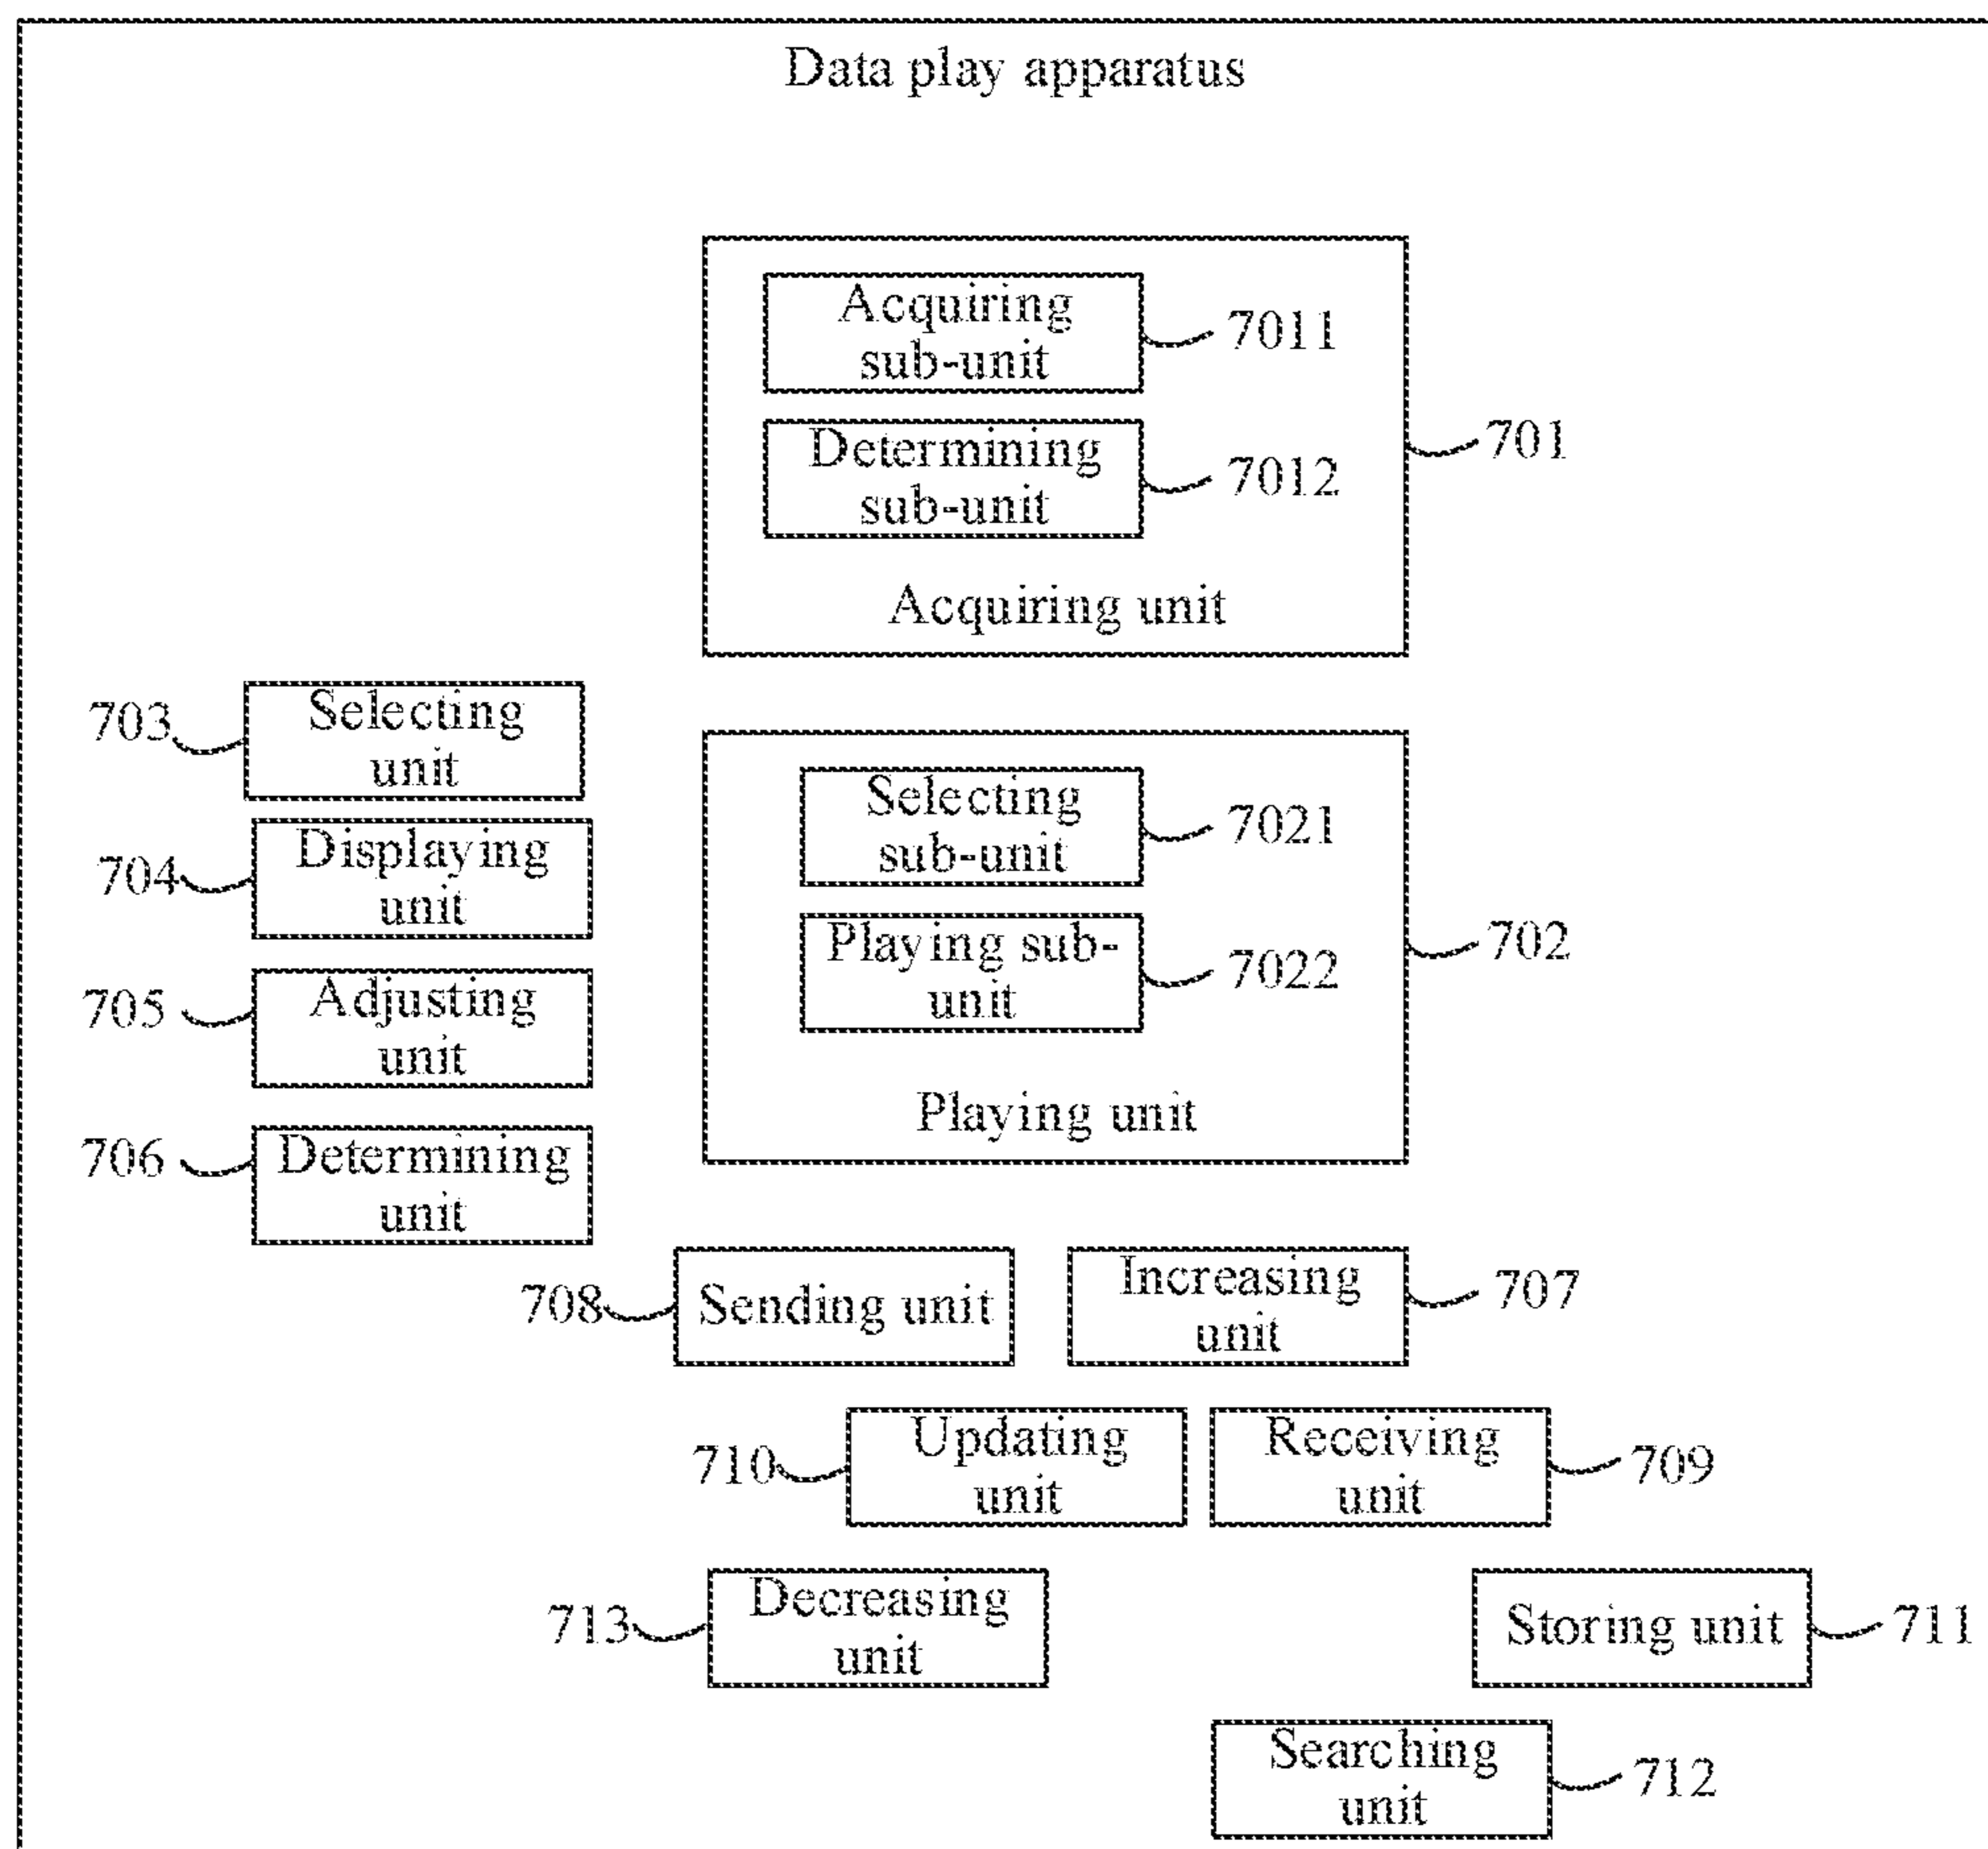 Data play apparatus
Acquiring
sub-unit
7011
Determining
sub-unit
7012
701
Acquiring unit
703
Selecting
unit
704
Displaying
unit
705
Adjusting
unit
706
Determining
unit
Selecting
sub-unit
7021
Playing sub-
unit
7022
702
Playing unit
708
Sending unit
Increasing
unit
707
710
Updating
unit
Receiving
unit
709
713
Decreasing
unit
Storing unit
711
Searching
unit
712